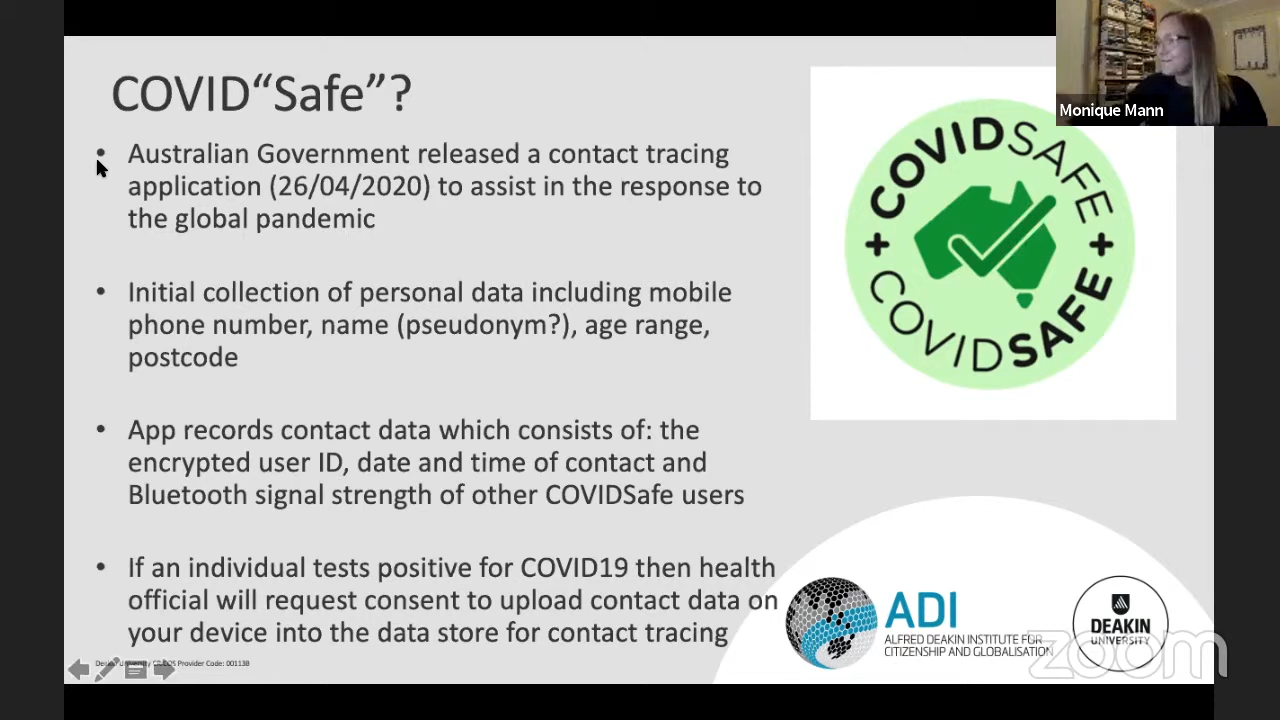 COVID“Safe”?
• Australian Government released a contact tracing
application (26/04/2020) to assist in the response to
the global pandemic
• Initial collection of personal data including mobile
phone number, name (pseudonym?), age range,
postcode
• App records contact data which consists of: the
encrypted user ID, date and time of contact and
Bluetooth signal strength of other COVIDSafe users
• If an individual tests positive for COVID19 then health
official will request consent to upload contact data on
your device into the data store for contact tracing
Monique Mann
COVIDSAFE
COVIDSAFE
ADI
ALFRED DEAKIN INSTITUTE FOR
CITIZENSHIP AND GLOBALISATION
DEAKIN
UNIVERSITY
zoom
Provider Code: 00113B